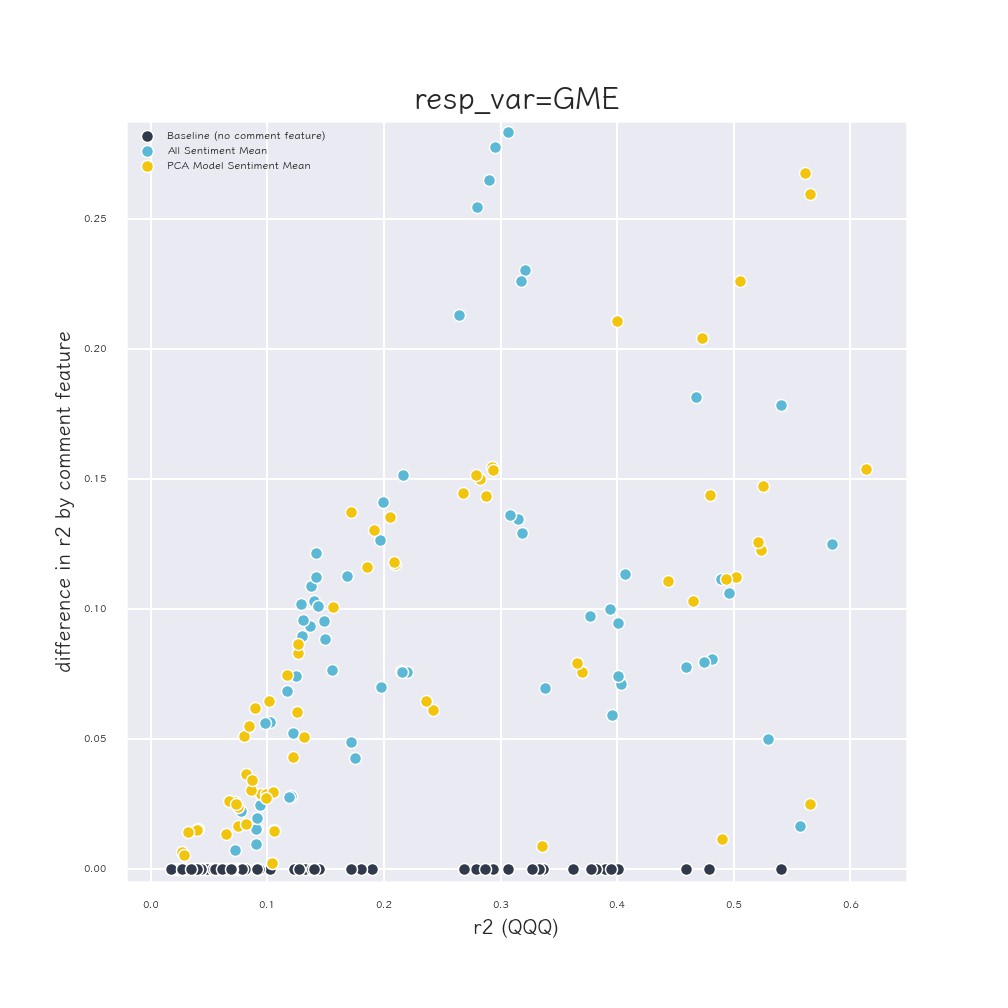 resp_var=GME
Baseline (no comment feature)
All Sentiment Mean
PCA Model Sentiment Mean
difference in r2 by comment feature
0.25
0.20
0.15
0.10
0.05
0.00
0.0 0.1 0.2 0.3 0.4 0.5 0.6
r2 (QQQ)